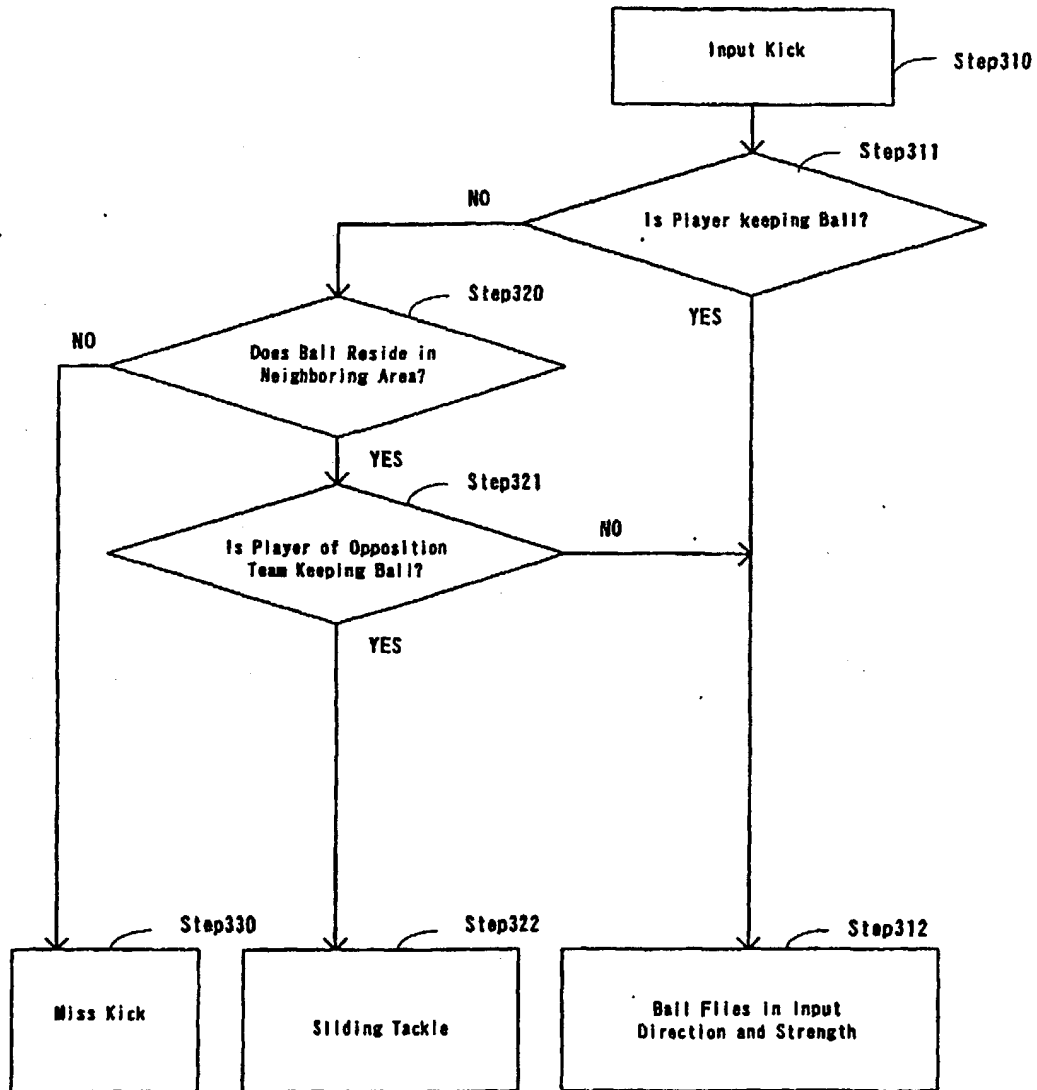 Input Kick
Step310
Step311
NO
Is Player keeping Ball?
Step320
YES
NO
Does Ball Reside in
Neighboring Area?
YES
Step321
NO
Is Player of Opposition
Team Keeping Ball?
YES
Step330
Step322
Step312
Miss Kick
Sliding Tackle
Ball Flies in Input
Direction and Strength